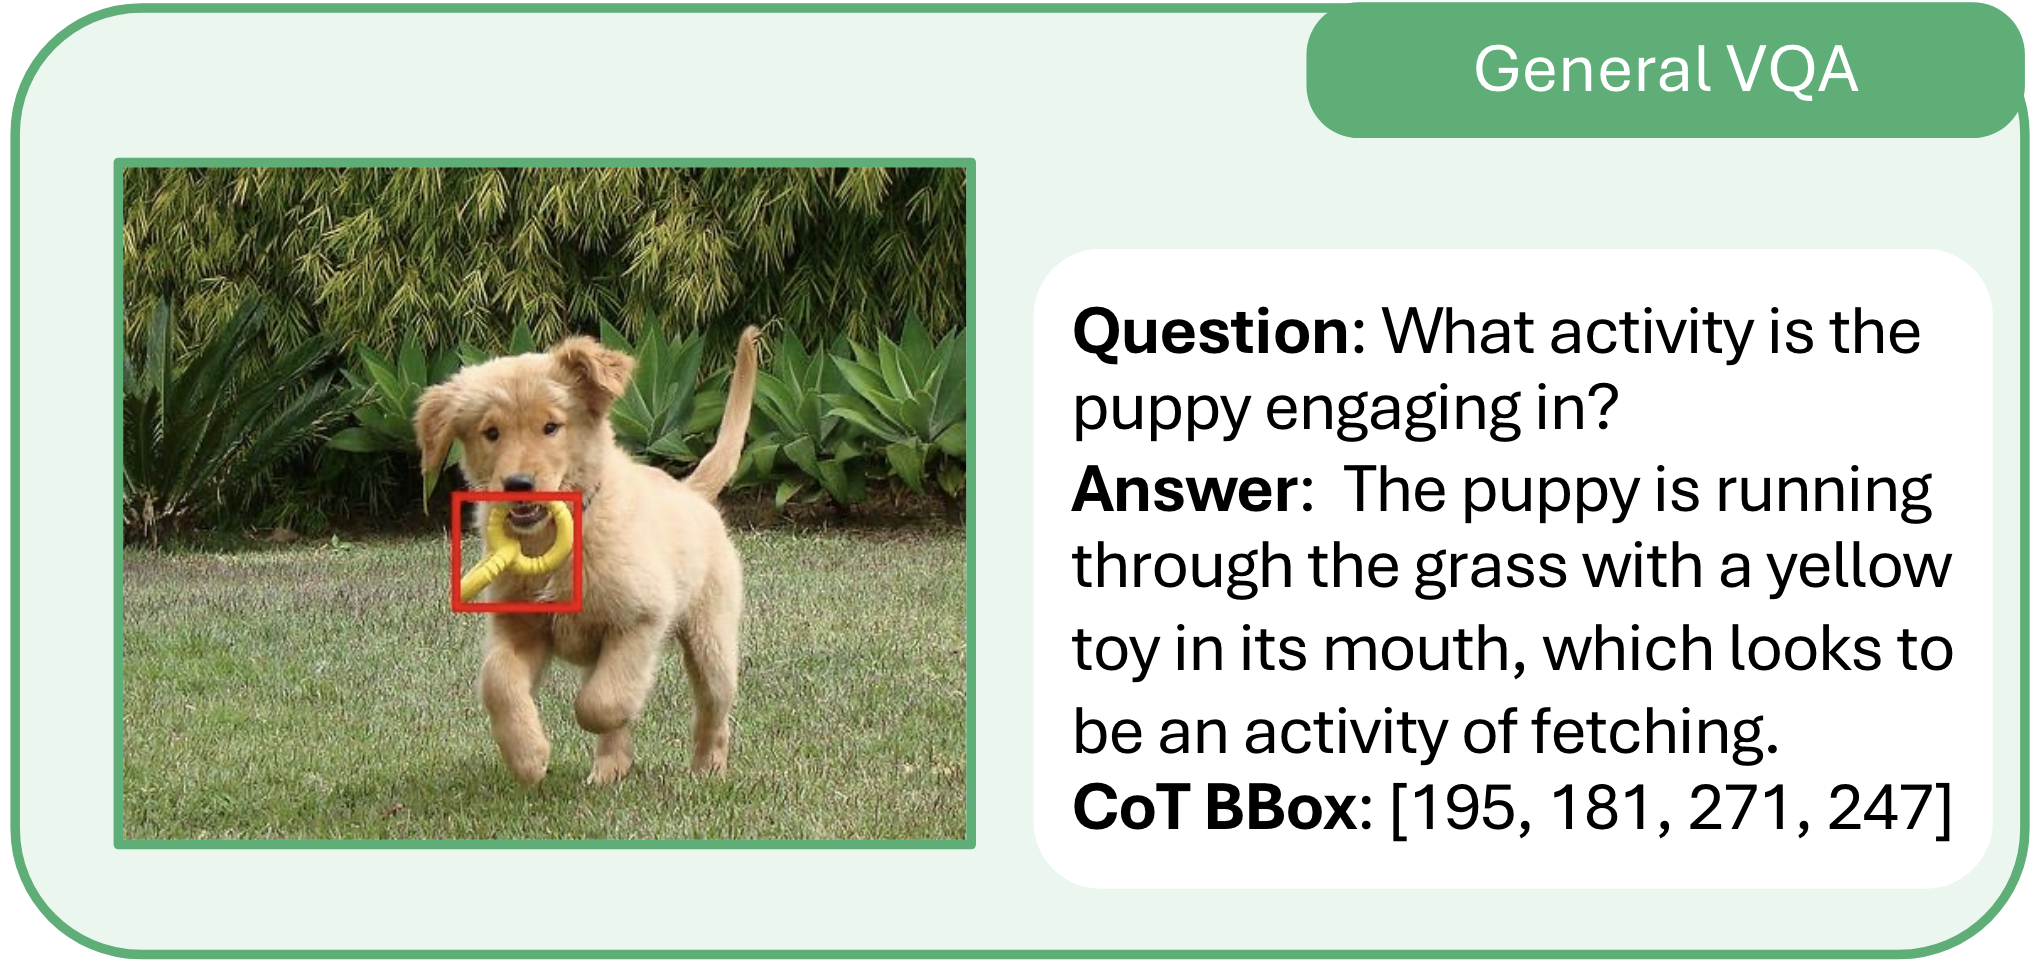 General VQA
Question: What activity is the
puppy engaging in?
Answer:  The puppy is running
through the grass with a yellow
toy in its mouth, which looks to
be an activity of fetching.
CoT BBox: [195, 181, 271, 247]